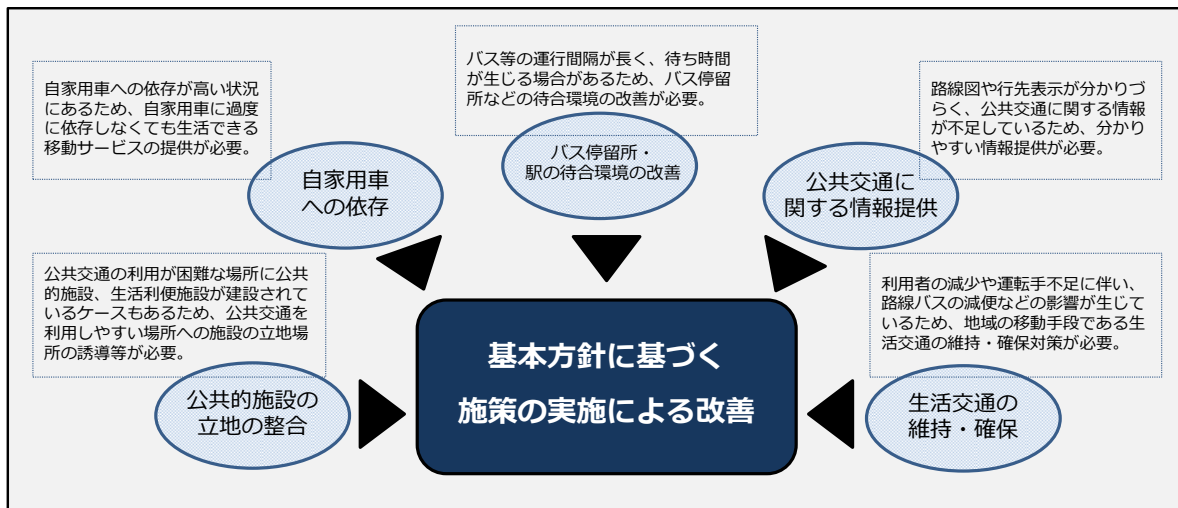 バス等の運行間隔が長く、待ち時間
が生じる場合があるため、バス停留
所などの待合環境の改善が必要。
バス停留所・
駅の待合環境の改善
自家用車への依存が高い状況
にあるため、自家用車に過度
に依存しなくても生活できる
移動サービスの提供が必要。
自家用車
への依存
路線図や行先表示が分かりづ
らく、公共交通に関する情報
が不足しているため、分かり
やすい情報提供が必要。
公共交通に
関する情報提供
公共交通の利用が困難な場所に公共
的施設、生活利便施設が建設されて
いるケースもあるため、公共交通を
利用しやすい場所への施設の立地場
所の誘導等が必要。
公共的施設の
立地の整合
利用者の減少や運転手不足に伴い、
路線バスの減便などの影響が生じ
ているため、地域の移動手段である生
活交通の維持・確保対策が必要。
生活交通の
維持・確保
基本方針に基づく
施策の実施による改善